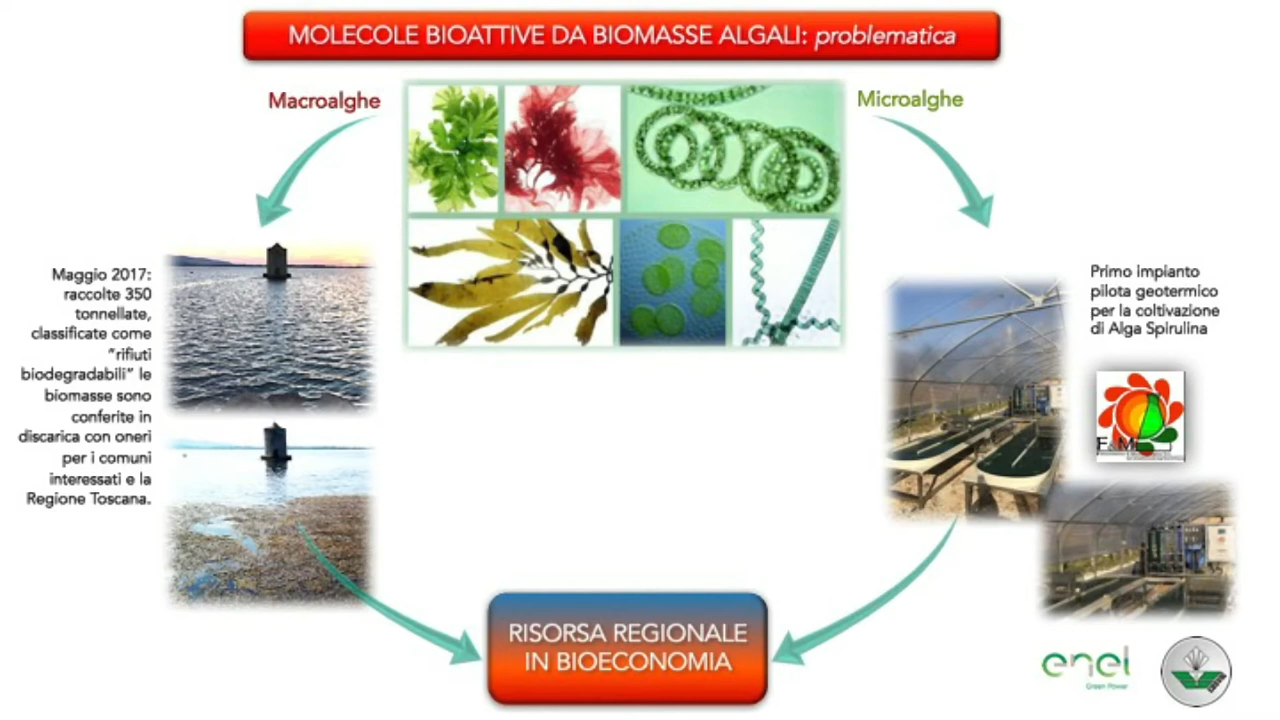 MOLECOLE BIOATTIVE DA BIOMASSE ALGALI: problematica
Macroalghe
Microalghe
Maggio 2017:
raccolte 350
tonnellate,
classificate come
"rifiuti
biodegradabili" le
biomasse sono
conferite in
discarica con oneri
per i comuni
interessati e la
Regione Toscana.
Primo impianto
pilota geotermico
per la coltivazione
di Alga Spirulina
RISORSA REGIONALE
IN BIOECONOMIA
enel
Green Power